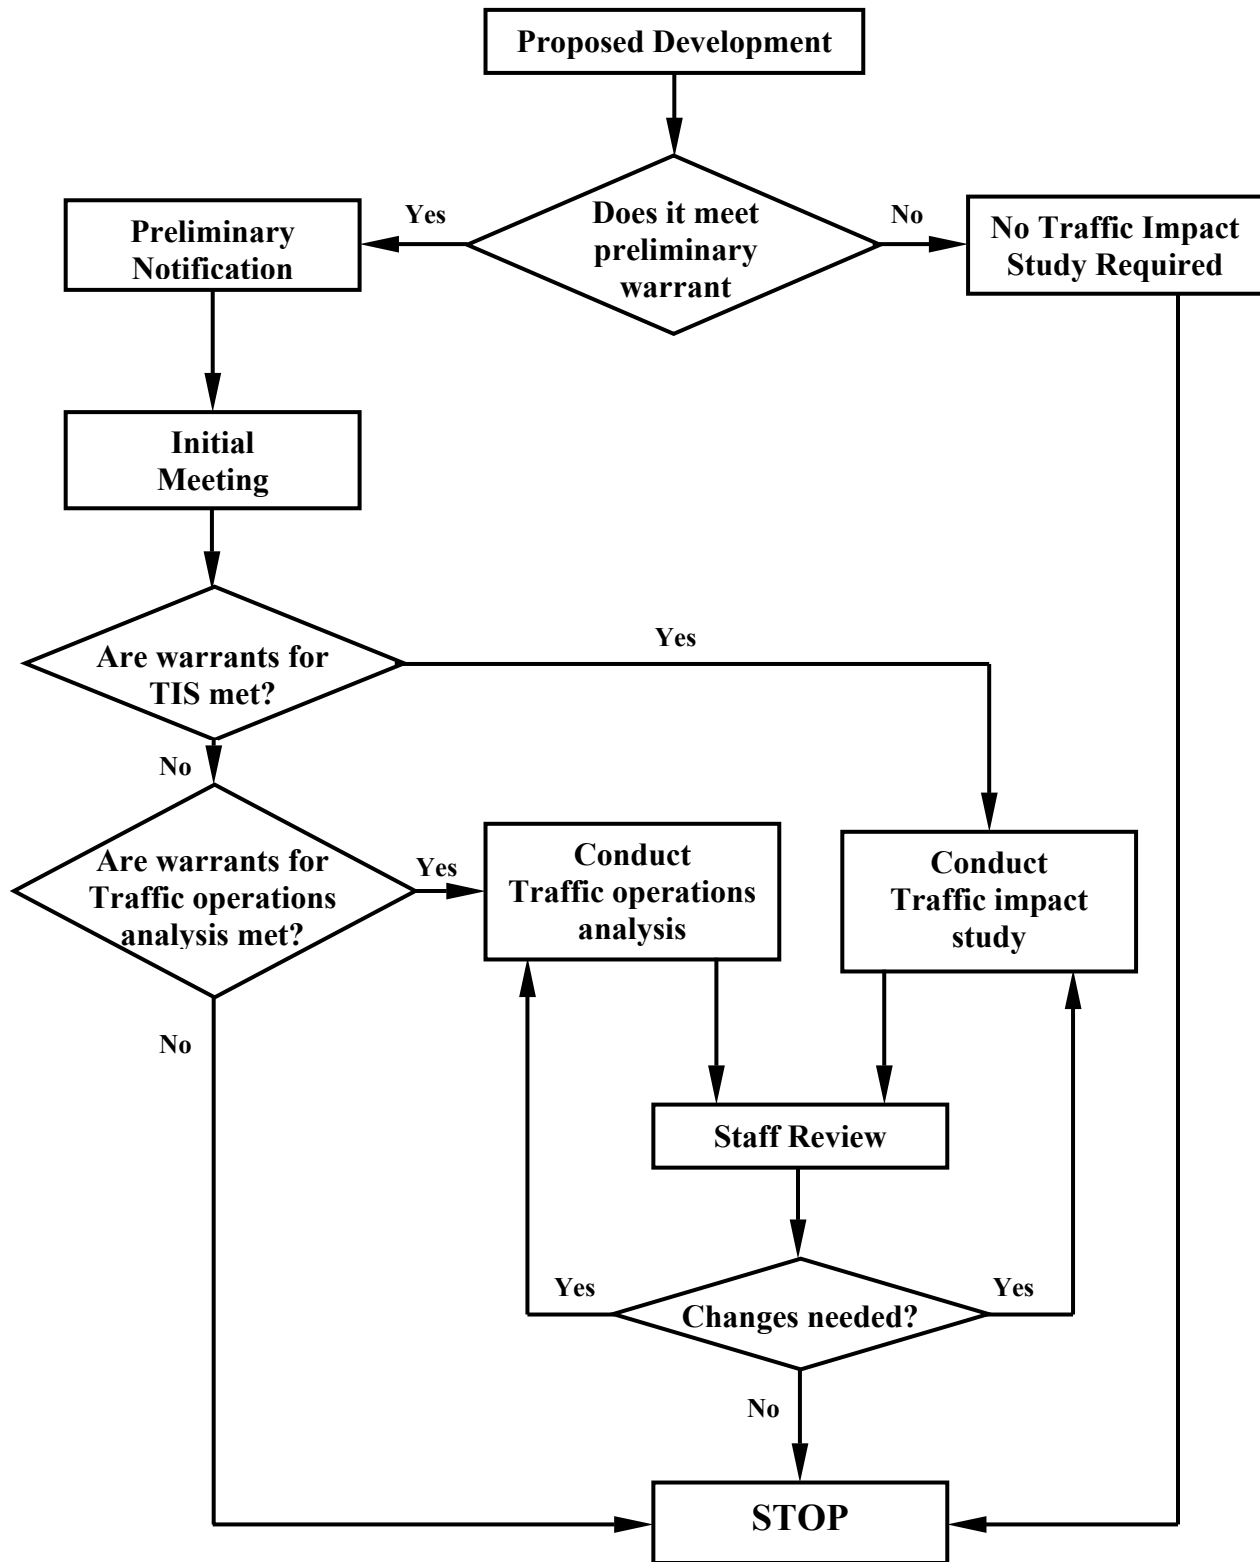 Proposed Development
Does it meet
preliminary
warrant
Yes
No
Preliminary
Notification
No Traffic Impact
Study Required
Initial
Meeting
Are warrants for
TIS met?
Yes
No
Are warrants for
Traffic operations
analysis met?
Yes
Conduct
Traffic operations
analysis
Conduct
Traffic impact
study
No
Staff Review
Yes
Changes needed?
Yes
No
STOP